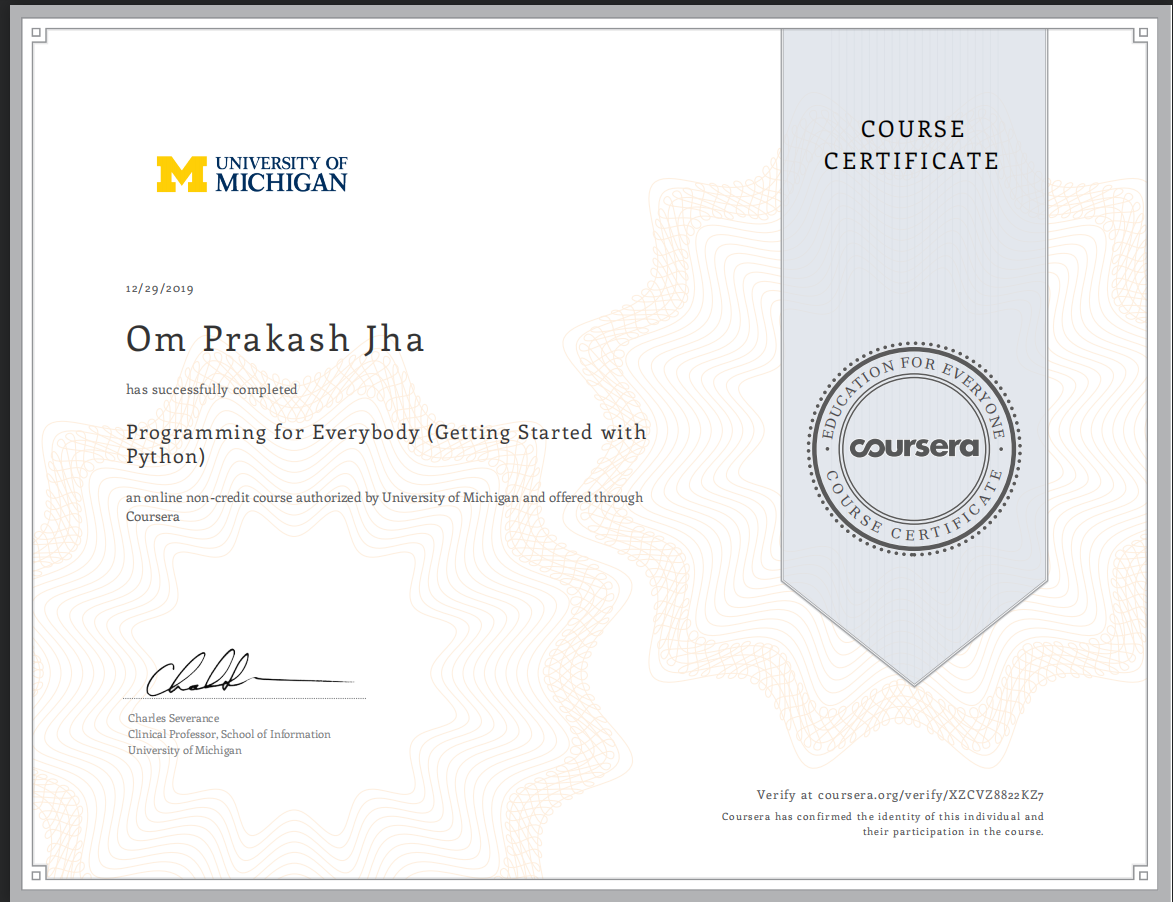 COURSE
CERTIFICATE
UNIVERSITY OF
MICHIGAN
12/29/2019
Om Prakash Jha
has successfully completed
Programming for Everybody (Getting Started with
Python)
an online non-credit course authorized by University of Michigan and offered through
Coursera
EDUCATION FOR EVERYONE
coursera
COURSE CERTIFICATE
Charles Severance
Clinical Professor, School of Information
University of Michigan
Verify at coursera.org/verify/XZCVZ8822KZ7
Coursera has confirmed the identity of this individual and
their participation in the course.